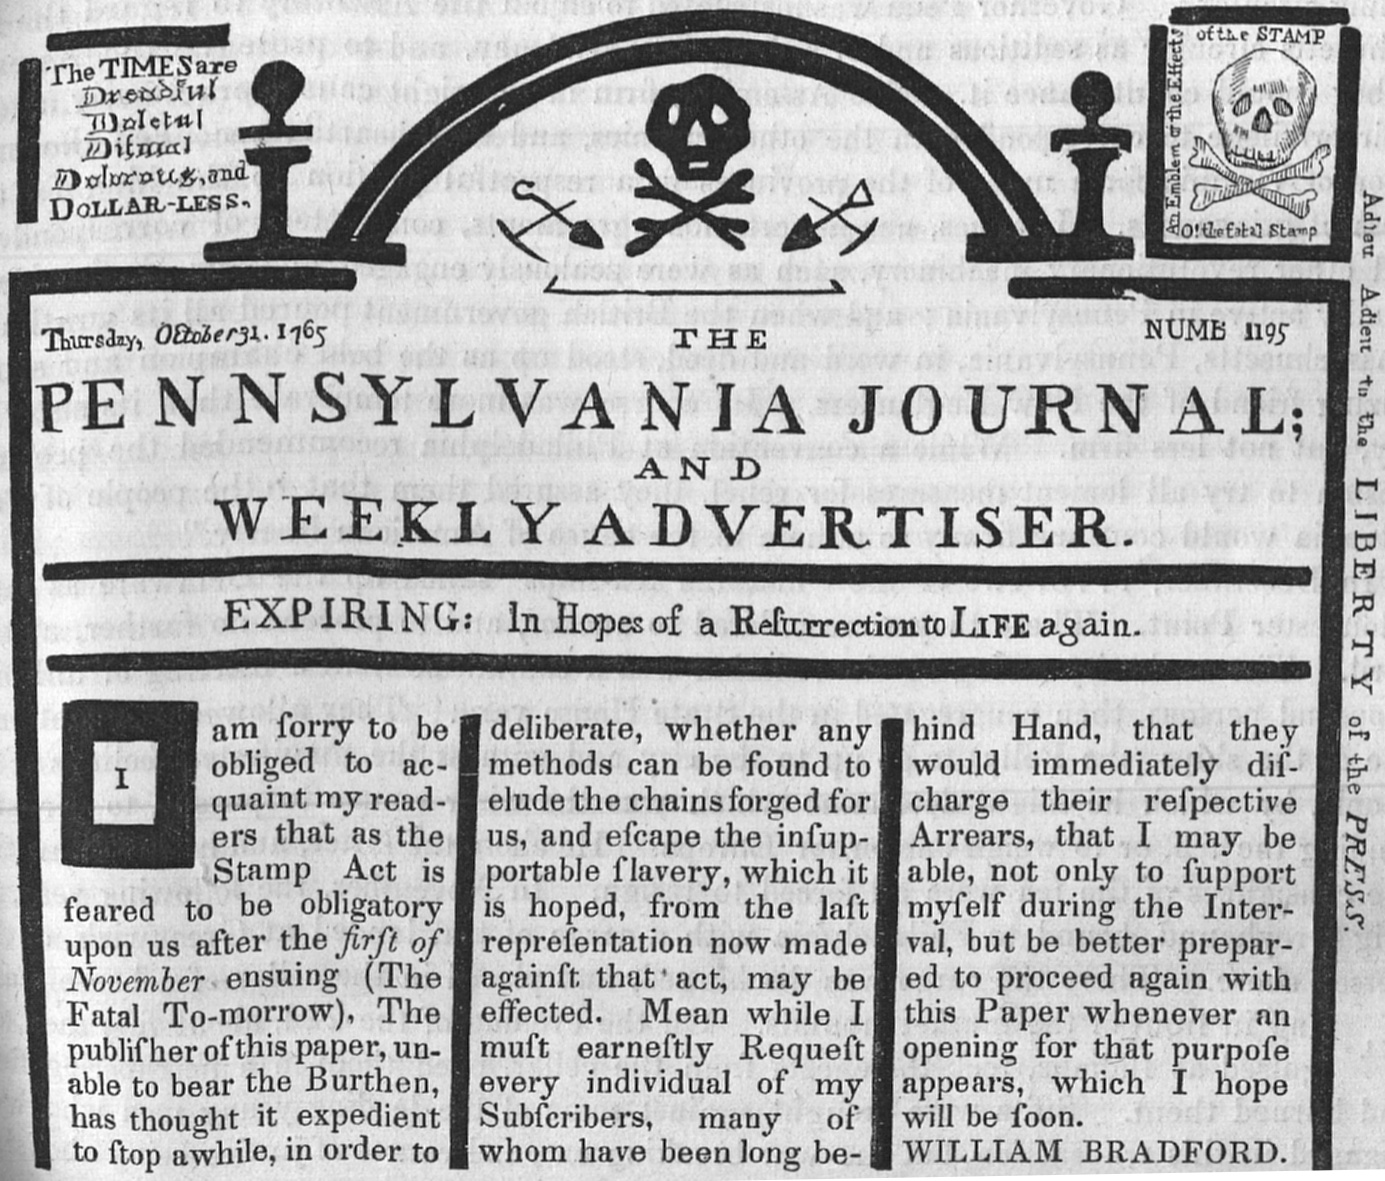 The TIMES are
Dreadful
Doleful
Dismal
Dolorous, and
DOLLAR-LESS.
An Emblem of the Effects
of the STAMP
O! the fatal Stamp
Thursday, October 31. 1765
NUMB 1195
THE
PENNSYLVANIA JOURNAL;
AND
WEEKLY ADVERTISER.
EXPIRING: In Hopes of a Reſurrection to LIFE again.
I am ſorry to be
obliged to ac-
quaint my read-
ers that as the
Stamp Act is
feared to be obligatory
upon us after the firſt of
November enſuing (The
Fatal To-morrow), The
publiſher of this paper, un-
able to bear the Burthen,
has thought it expedient
to ſtop awhile, in order to
deliberate, whether any
methods can be found to
elude the chains forged for
us, and eſcape the inſup-
portable ſlavery, which it
is hoped, from the laſt
repreſentation now made
againſt that act, may be
effected. Mean while I
muſt earneſtly Requeſt
every individual of my
Subſcribers, many of
whom have been long be-
hind Hand, that they
would immediately diſ-
charge their reſpective
Arrears, that I may be
able, not only to ſupport
myſelf during the Inter-
val, but be better prepar-
ed to proceed again with
this Paper whenever an
opening for that purpoſe
appears, which I hope
will be ſoon.
WILLIAM BRADFORD.
Adieu Adieu to the LIBERTY of the PRESS.